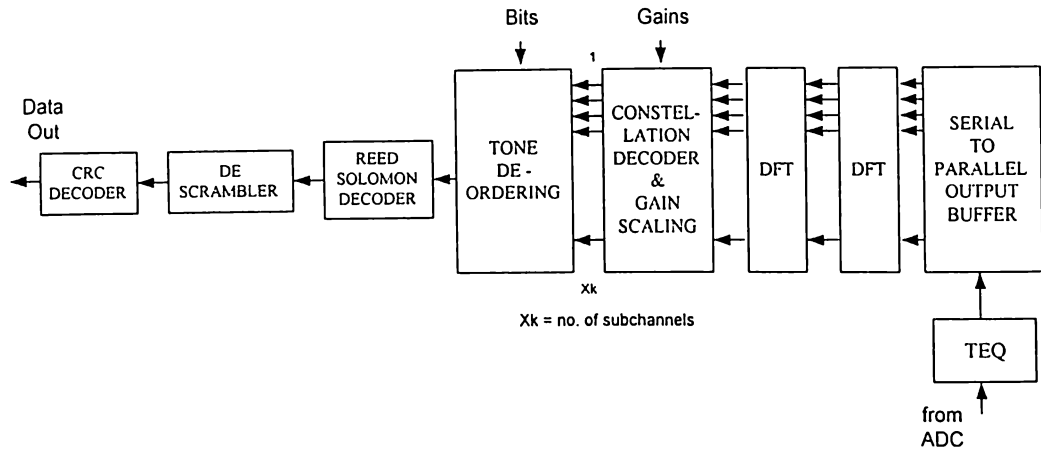 Bits
Gains
1
Data
Out
CRC
DECODER
DE
SCRAMBLER
REED
SOLOMON
DECODER
TONE
DE -
ORDERING
CONSTEL-
LATION
DECODER
&
GAIN
SCALING
DFT
DFT
SERIAL
TO
PARALLEL
OUTPUT
BUFFER
Xk
Xk = no. of subchannels
TEQ
from
ADC